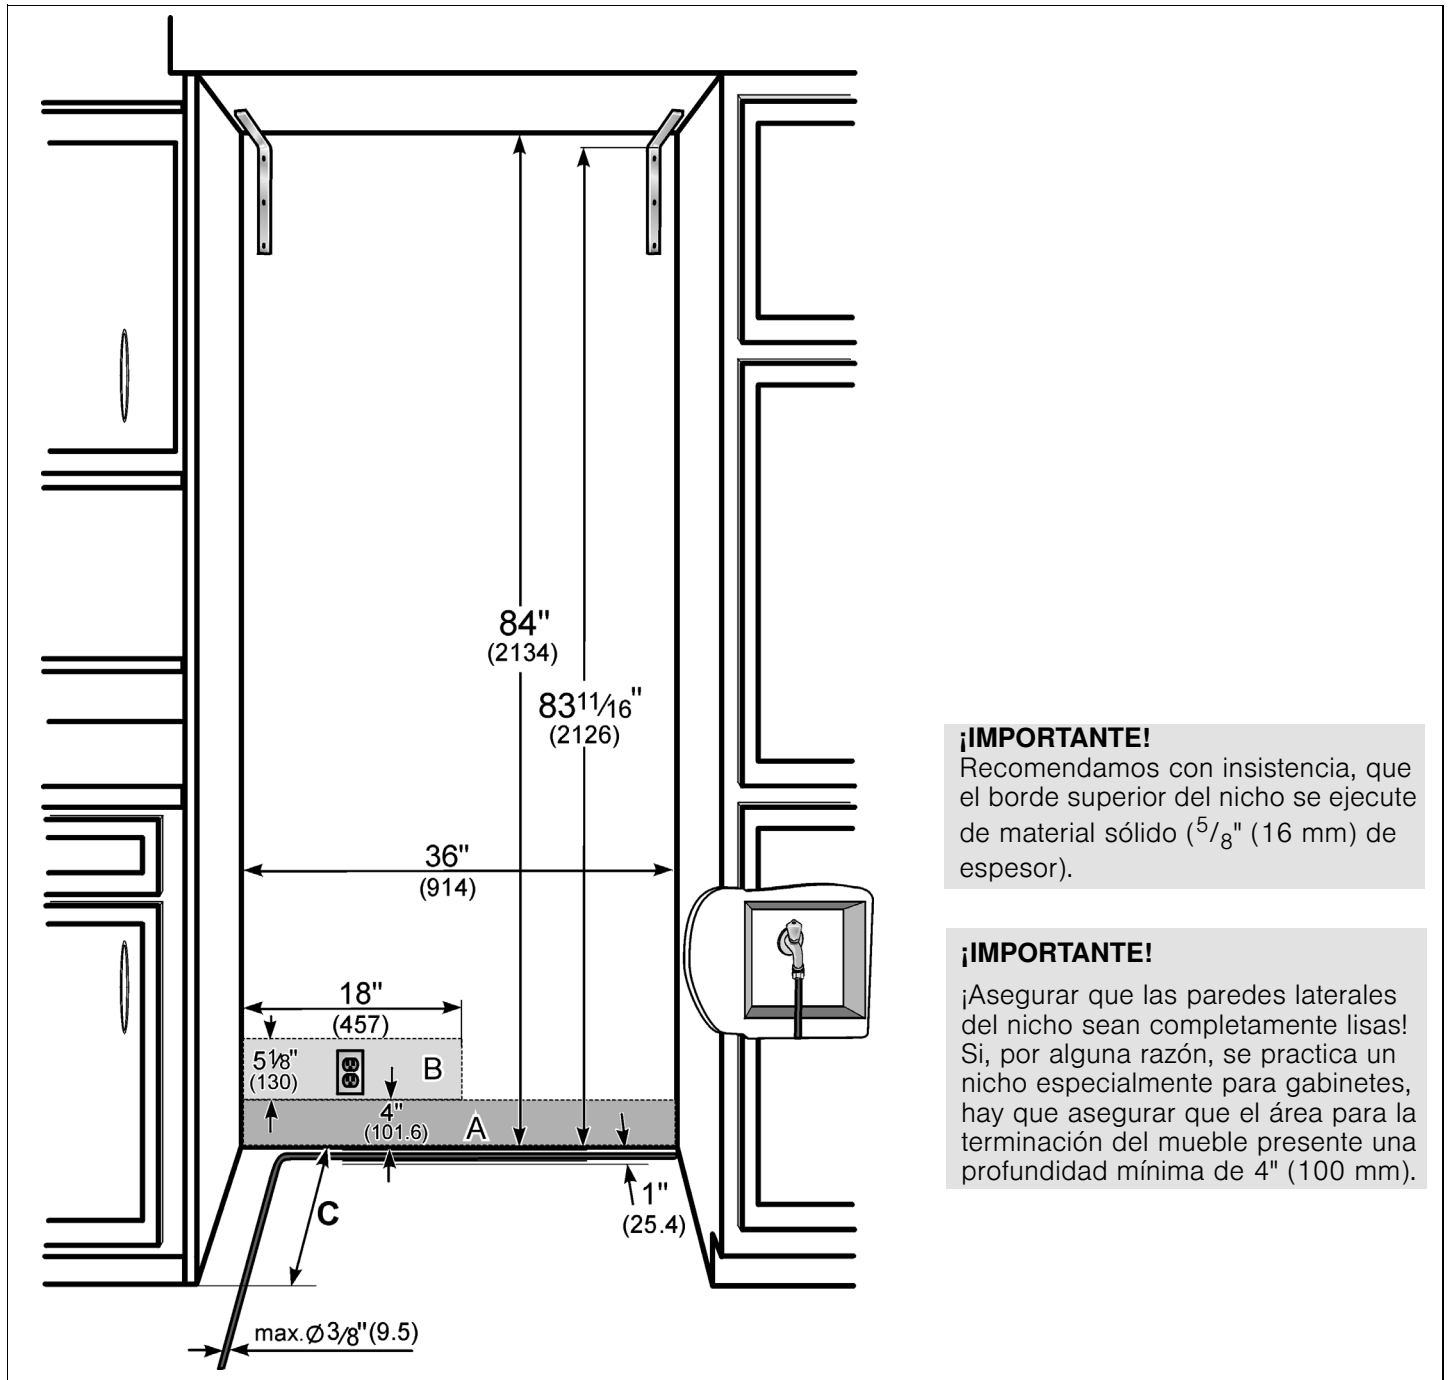 84"
(2134)
83 11/16"
(2126)
36"
(914)
18"
(457)
5 1/8"
(130)
B
4"
(101.6)
A
C
1"
(25.4)
max. Ø 3/8" (9.5)
¡IMPORTANTE!
Recomendamos con insistencia, que
el borde superior del nicho se ejecute
de material sólido (5/8" (16 mm) de
espesor).
¡IMPORTANTE!
¡Asegurar que las paredes laterales
del nicho sean completamente lisas!
Si, por alguna razón, se practica un
nicho especialmente para gabinetes,
hay que asegurar que el área para la
terminación del mueble presente una
profundidad mínima de 4" (100 mm).